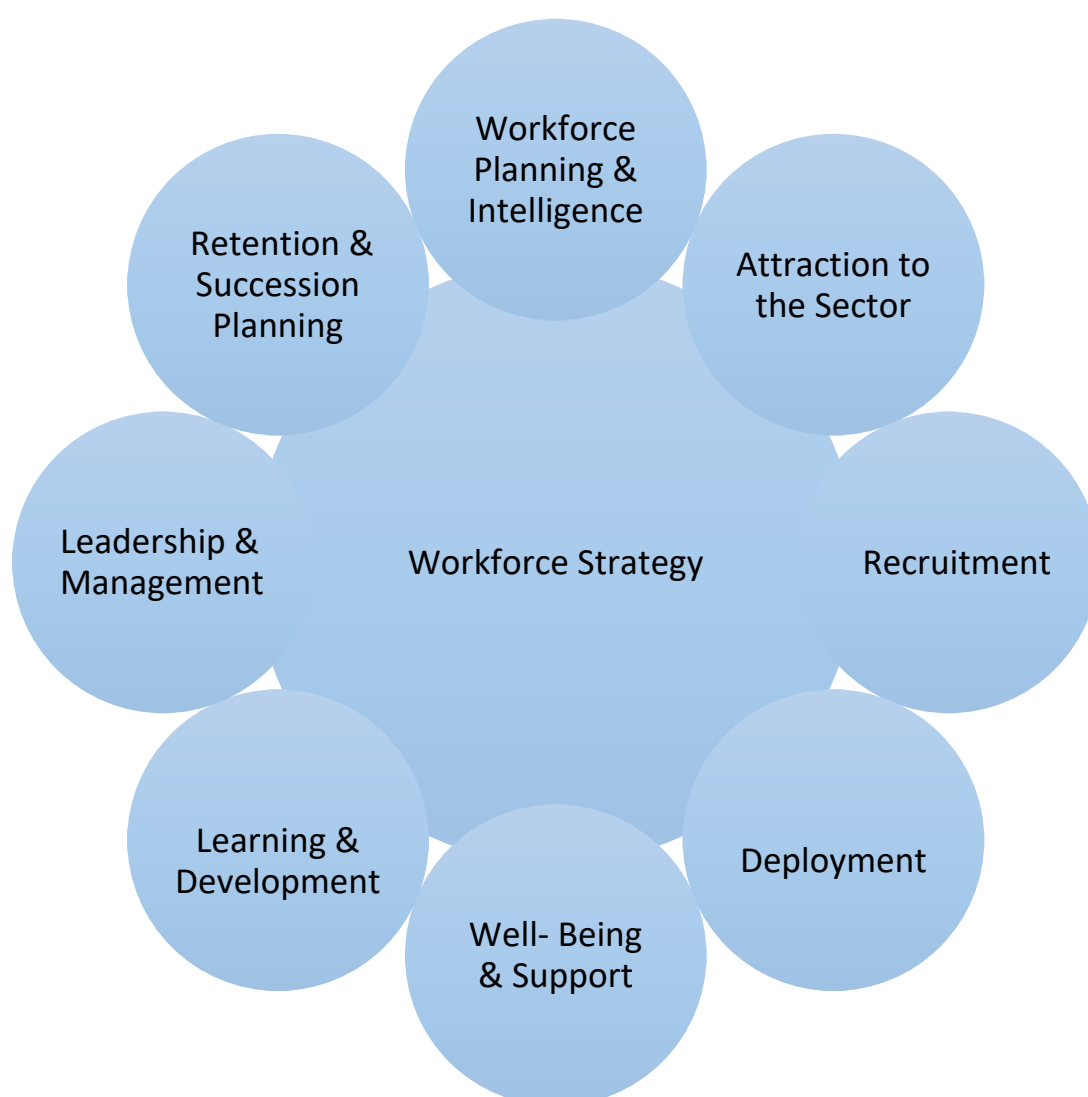 Workforce
Planning &
Intelligence
Attraction to
the Sector
Recruitment
Deployment
Well- Being
& Support
Learning &
Development
Leadership &
Management
Retention &
Succession
Planning
Workforce Strategy